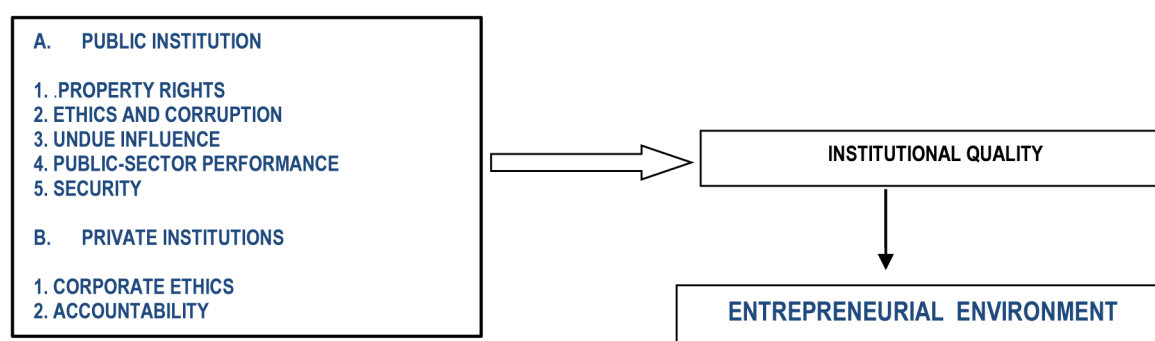 A. PUBLIC INSTITUTION
1. .PROPERTY RIGHTS
2. ETHICS AND CORRUPTION
3. UNDUE INFLUENCE
4. PUBLIC-SECTOR PERFORMANCE
5. SECURITY
B. PRIVATE INSTITUTIONS
1. CORPORATE ETHICS
2. ACCOUNTABILITY
INSTITUTIONAL QUALITY
ENTREPRENEURIAL ENVIRONMENT